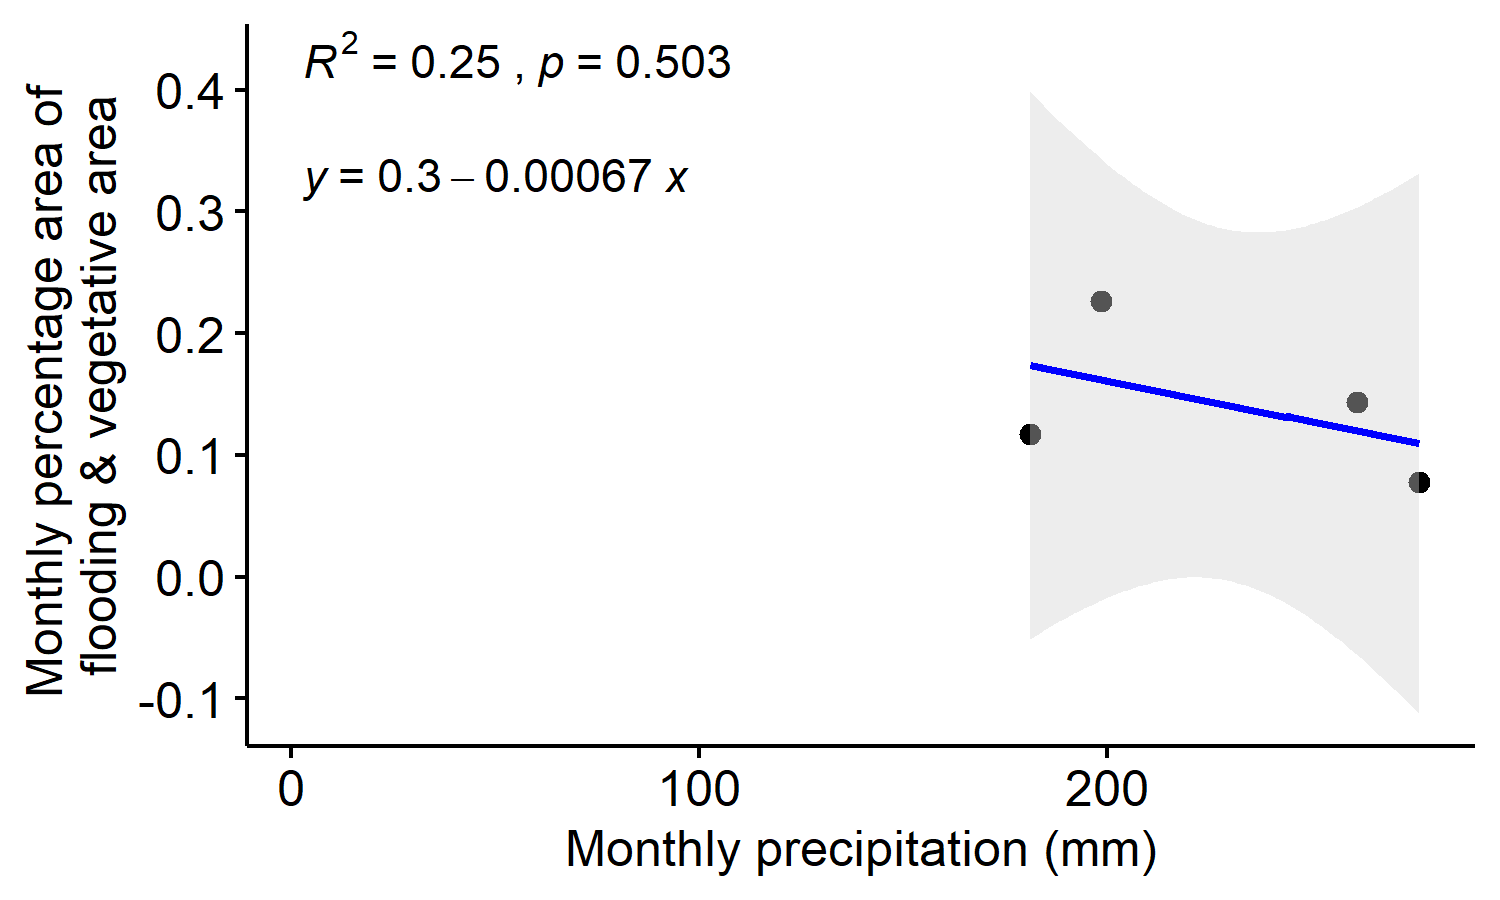 R² = 0.25 , p = 0.503
y = 0.3 − 0.00067 x
Monthly percentage area of
flooding & vegetative area
0.4
0.3
0.2
0.1
0.0
-0.1
0
100
200
Monthly precipitation (mm)